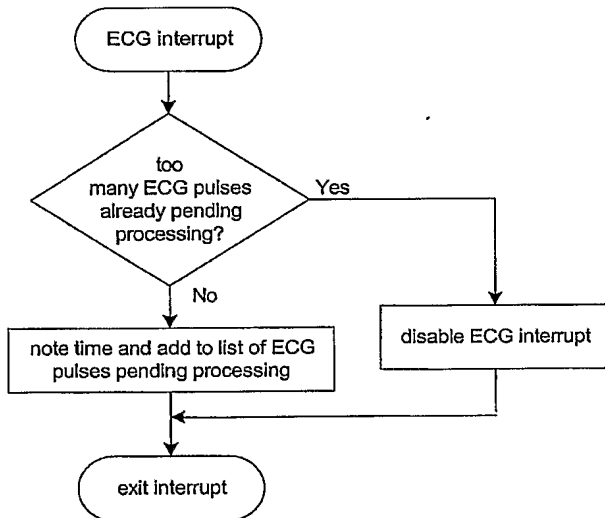 ECG interrupt
too
many ECG pulses
already pending
processing?
Yes
No
note time and add to list of ECG
pulses pending processing
disable ECG interrupt
exit interrupt